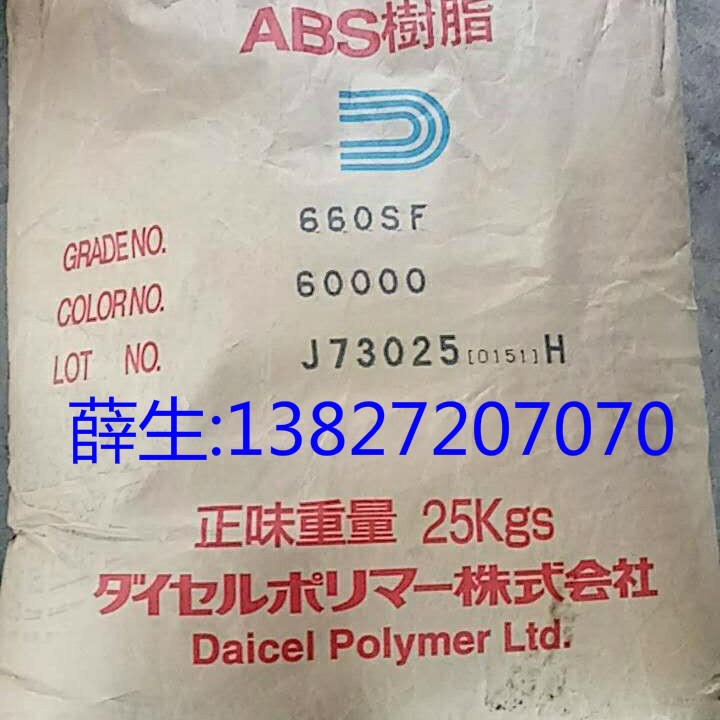 ABS樹脂
GRADE NO. 660SF
COLOR NO. 60000
LOT NO. J73025[0151]H
薛生:13827207070
正味重量 25Kgs
ダイセルポリマー株式会社
Daicel Polymer Ltd.